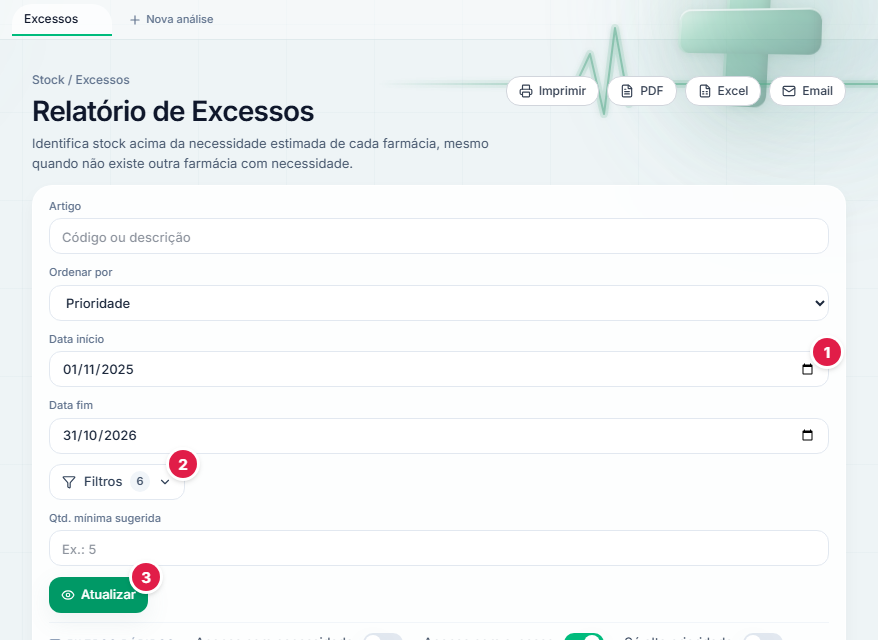 Excessos
Nova análise
Stock / Excessos
Imprimir
PDF
Excel
Email
Relatório de Excessos
Identifica stock acima da necessidade estimada de cada farmácia, mesmo
quando não existe outra farmácia com necessidade.
Artigo
Código ou descrição
Ordenar por
Prioridade
Data início
01/11/2025
1
Data fim
31/10/2026
2
Filtros 6
Qtd. mínima sugerida
Ex.: 5
3
Atualizar